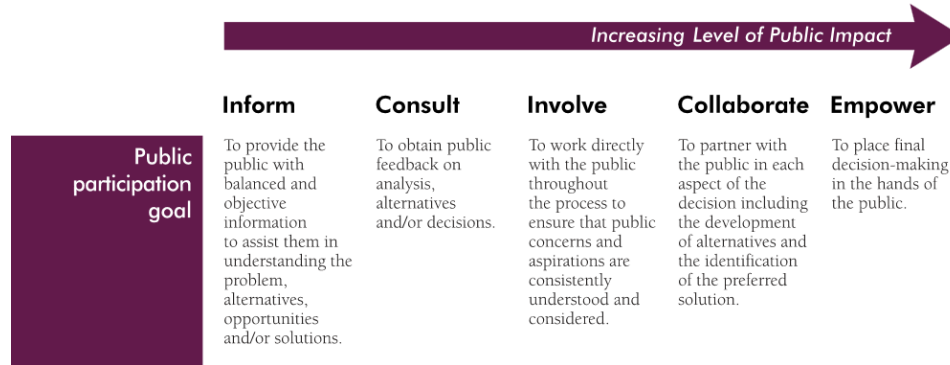 Increasing Level of Public Impact
Inform
To provide the
public with
balanced and
objective
information
to assist them in
understanding the
problem,
alternatives,
opportunities
and/or solutions.
Consult
To obtain public
feedback on
analysis,
alternatives
and/or decisions.
Involve
To work directly
with the public
throughout
the process to
ensure that public
concerns and
aspirations are
consistently
understood and
considered.
Collaborate
To partner with
the public in each
aspect of the
decision including
the development
of alternatives and
the identification
of the preferred
solution.
Empower
To place final
decision-making
in the hands of
the public.
Public
participation
goal